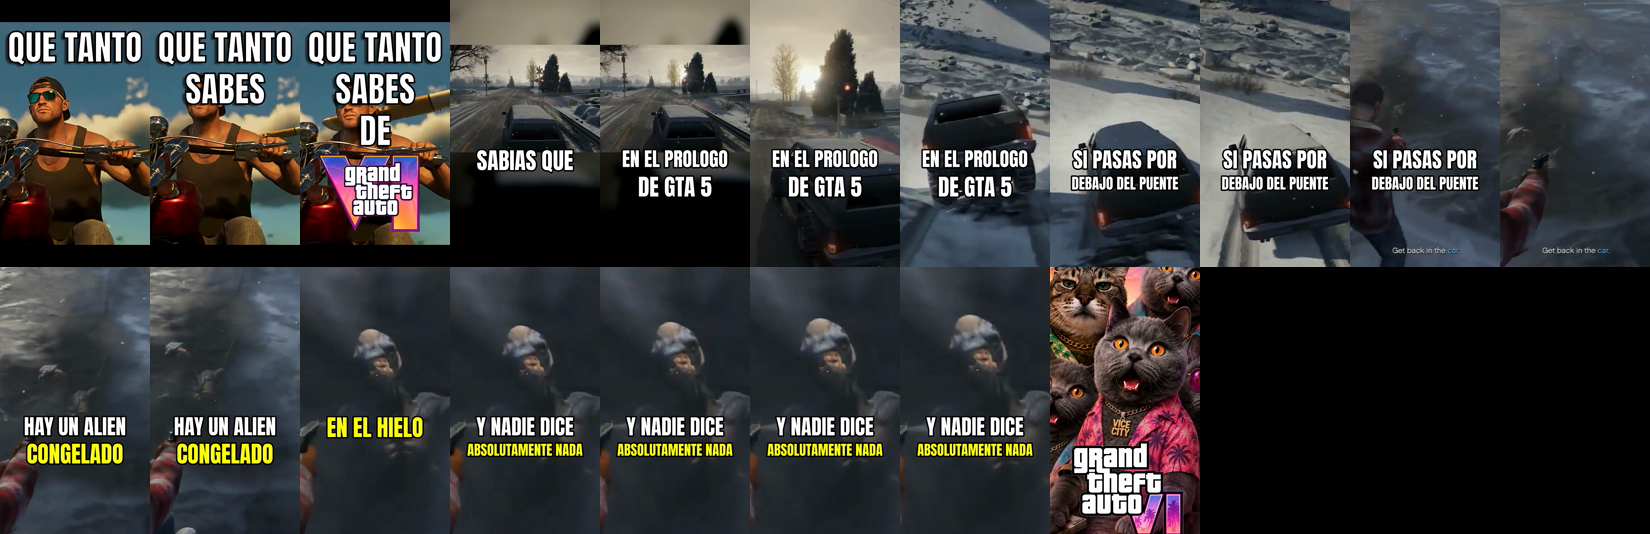 QUE TANTO
QUE TANTO
SABES
QUE TANTO
SABES
DE
grand
theft
auto
VI
SABIAS QUE
EN EL PROLOGO
DE GTA 5
EN EL PROLOGO
DE GTA 5
EN EL PROLOGO
DE GTA 5
SI PASAS POR
DEBAJO DEL PUENTE
SI PASAS POR
DEBAJO DEL PUENTE
SI PASAS POR
DEBAJO DEL PUENTE
Get back in the car.
Get back in the car.
HAY UN ALIEN
CONGELADO
HAY UN ALIEN
CONGELADO
EN EL HIELO
Y NADIE DICE
ABSOLUTAMENTE NADA
Y NADIE DICE
ABSOLUTAMENTE NADA
Y NADIE DICE
ABSOLUTAMENTE NADA
Y NADIE DICE
ABSOLUTAMENTE NADA
VICE
CITY
grand
theft
auto
VI